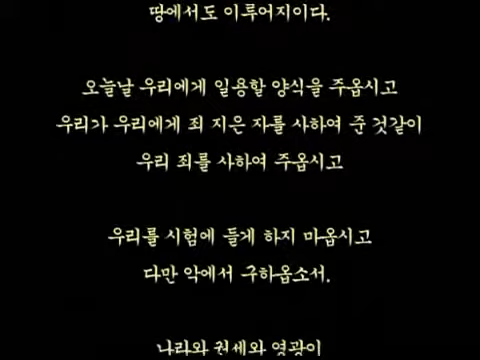 땅에서도 이루어지이다.
오늘날 우리에게 일용할 양식을 주옵시고
우리가 우리에게 죄 지은 자를 사하여 준 것같이
우리 죄를 사하여 주옵시고
우리를 시험에 들게 하지 마옵시고
다만 악에서 구하옵소서.
나라와 권세와 영광이